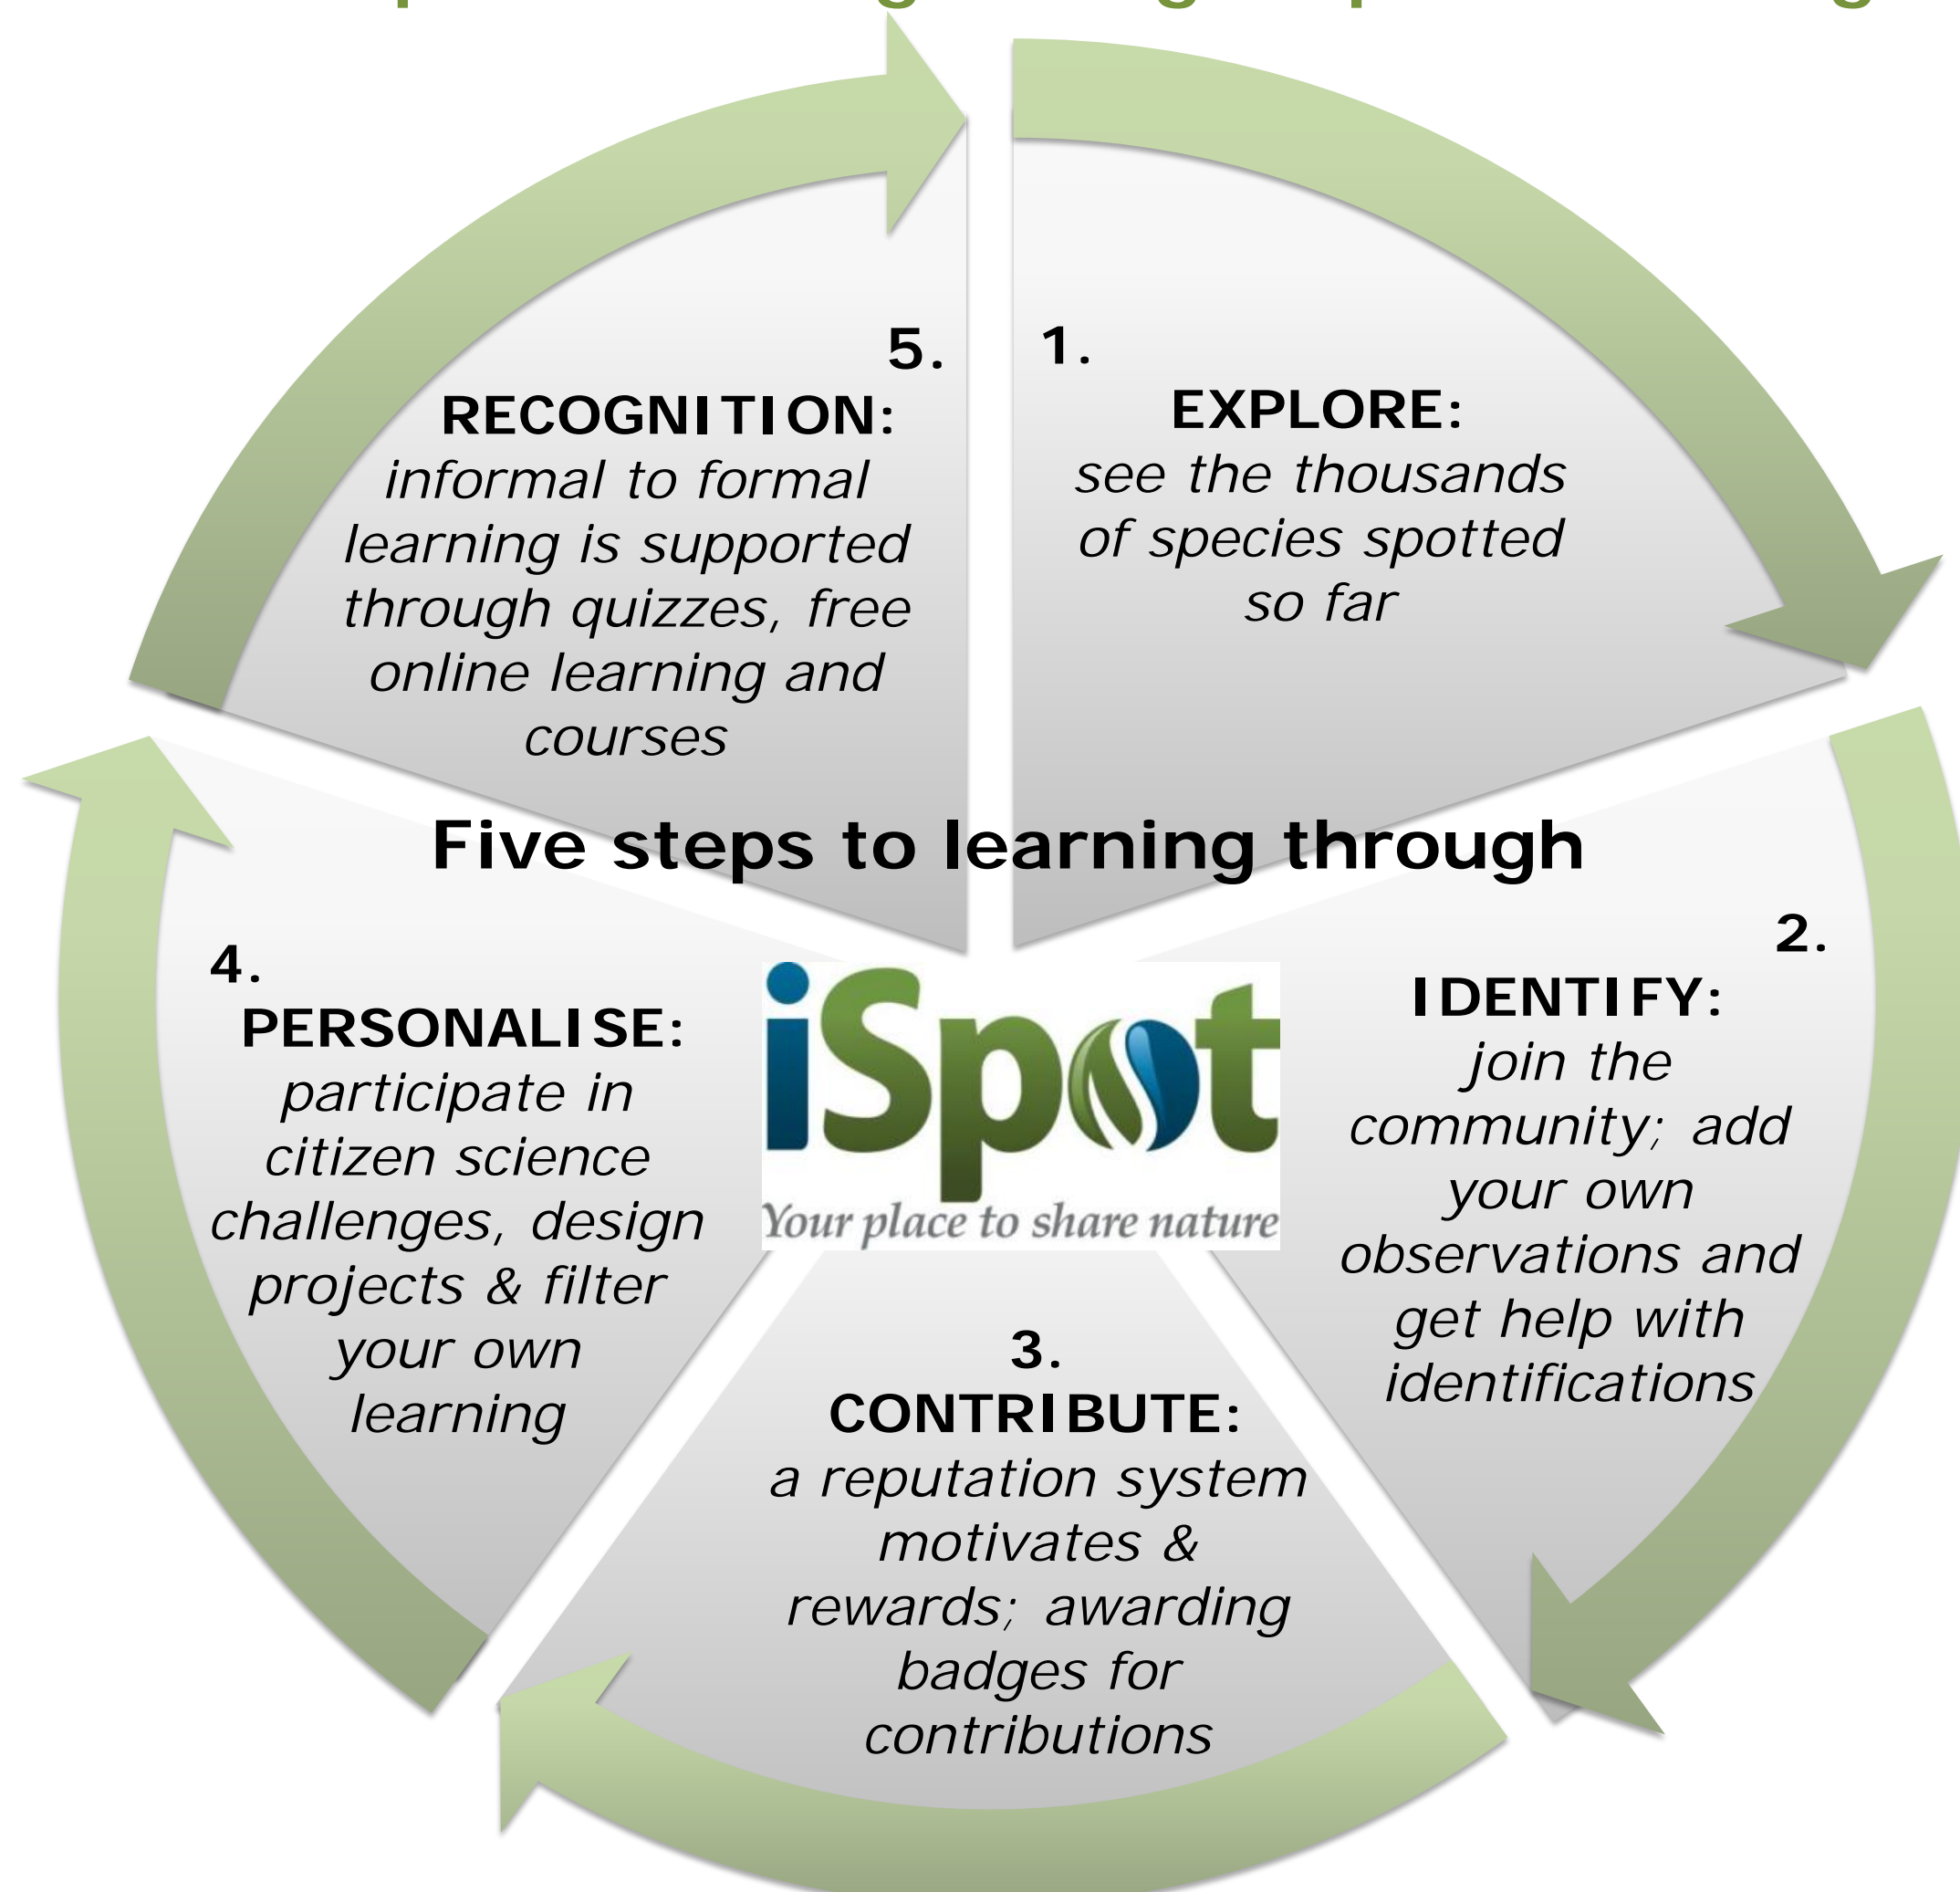 1.
EXPLORE:
see the thousands
of species spotted
so far
2.
IDENTIFY:
join the
community; add
your own
observations and
get help with
identifications
3.
CONTRIBUTE:
a reputation system
motivates &
rewards; awarding
badges for
contributions
4.
PERSONALISE:
participate in
citizen science
challenges, design
projects & filter
your own
learning
5.
RECOGNITION:
informal to formal
learning is supported
through quizzes, free
online learning and
courses
Five steps to learning through
iSpot
Your place to share nature